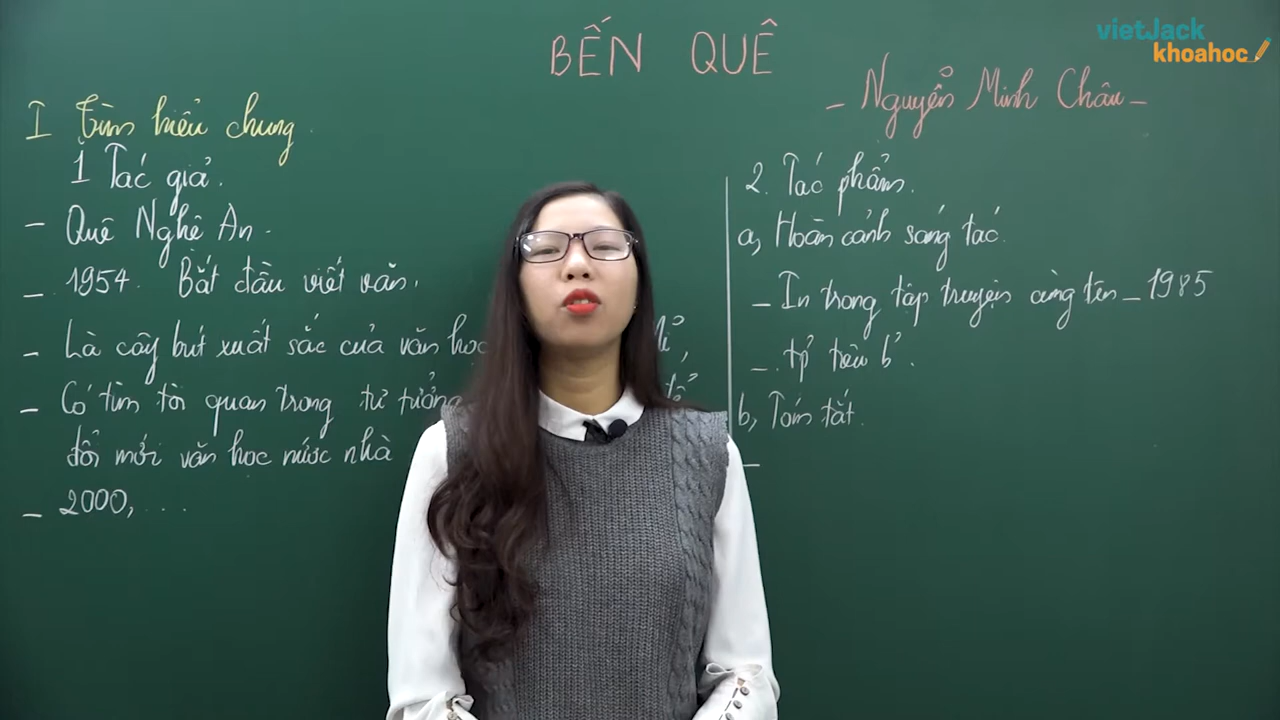 BẾN QUÊ
vietJack
khoahoc
- Nguyễn Minh Châu -
I Tìm hiểu chung
1 Tác giả.
- Quê Nghệ An.
- 1954. Bắt đầu viết văn.
- Là cây bút xuất sắc của văn học
- Có tìm tòi quan trọng tư tưởng
đổi mới văn học nước nhà
- 2000, ...
2. Tác phẩm.
a, Hoàn cảnh sáng tác.
- In trong tập truyện cùng tên - 1985
- tp tiêu b'.
b, Tóm tắt.
-